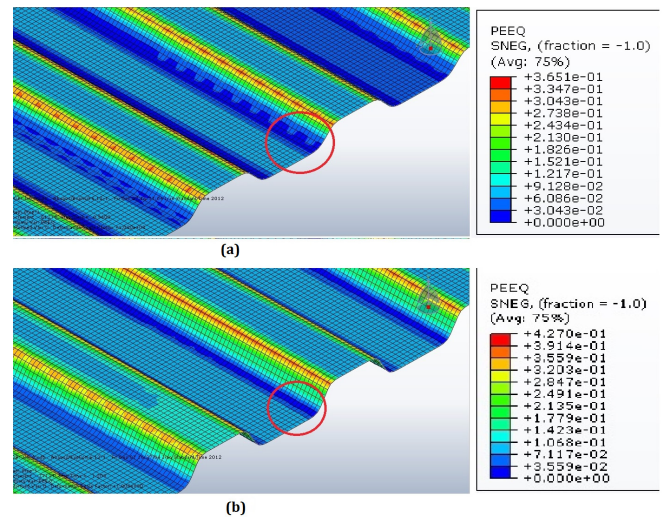 PEEQ
SNEG, (fraction = -1.0)
(Avg: 75%)
+3.651e-01
+3.347e-01
+3.043e-01
+2.738e-01
+2.434e-01
+2.130e-01
+1.826e-01
+1.521e-01
+1.217e-01
+9.128e-02
+6.086e-02
+3.043e-02
+0.000e+00
(a)
PEEQ
SNEG, (fraction = -1.0)
(Avg: 75%)
+4.270e-01
+3.914e-01
+3.559e-01
+3.203e-01
+2.847e-01
+2.491e-01
+2.135e-01
+1.779e-01
+1.423e-01
+1.068e-01
+7.117e-02
+3.559e-02
+0.000e+00
(b)